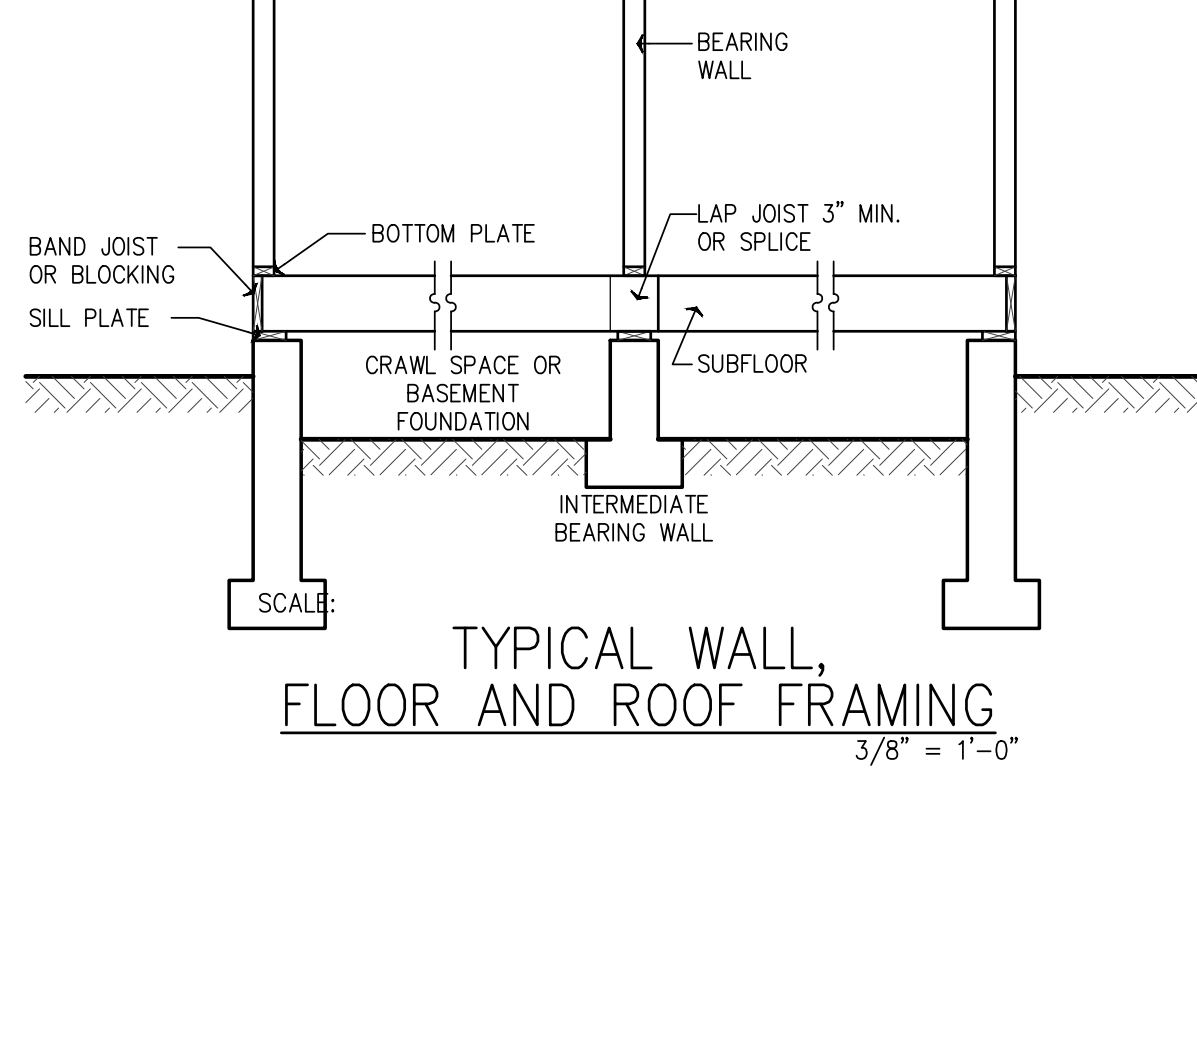 BEARING
WALL
LAP JOIST 3" MIN.
OR SPLICE
BOTTOM PLATE
BAND JOIST
OR BLOCKING
SILL PLATE
CRAWL SPACE OR
BASEMENT
FOUNDATION
SUBFLOOR
INTERMEDIATE
BEARING WALL
SCALE:
TYPICAL WALL,
FLOOR AND ROOF FRAMING
3/8" = 1'-0"